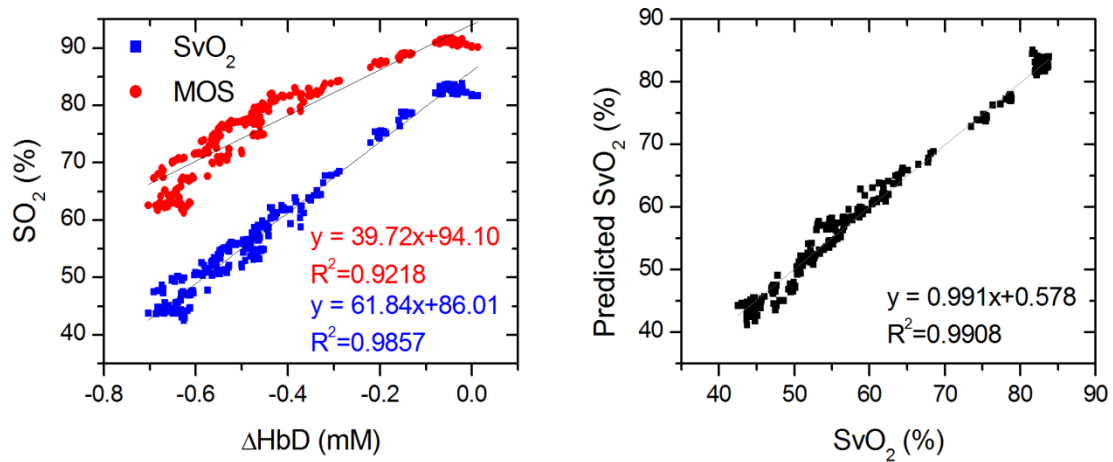 90
80
70
60
50
40
SO₂ (%)
SvO₂
MOS
y = 39.72x+94.10
R²=0.9218
y = 61.84x+86.01
R²=0.9857
-0.8
-0.6
-0.4
-0.2
0.0
ΔHbD (mM)
90
80
70
60
50
40
Predicted SvO₂ (%)
y = 0.991x+0.578
R²=0.9908
40
50
60
70
80
90
SvO₂ (%)